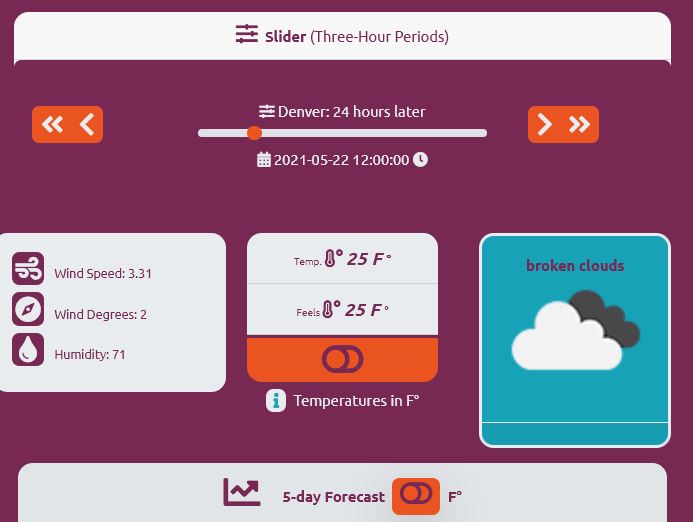 Slider (Three-Hour Periods)
Denver: 24 hours later
2021-05-22 12:00:00
Wind Speed: 3.31
Wind Degrees: 2
Humidity: 71
Temp. 25 F°
Feels 25 F°
Temperatures in F°
broken clouds
5-day Forecast F°